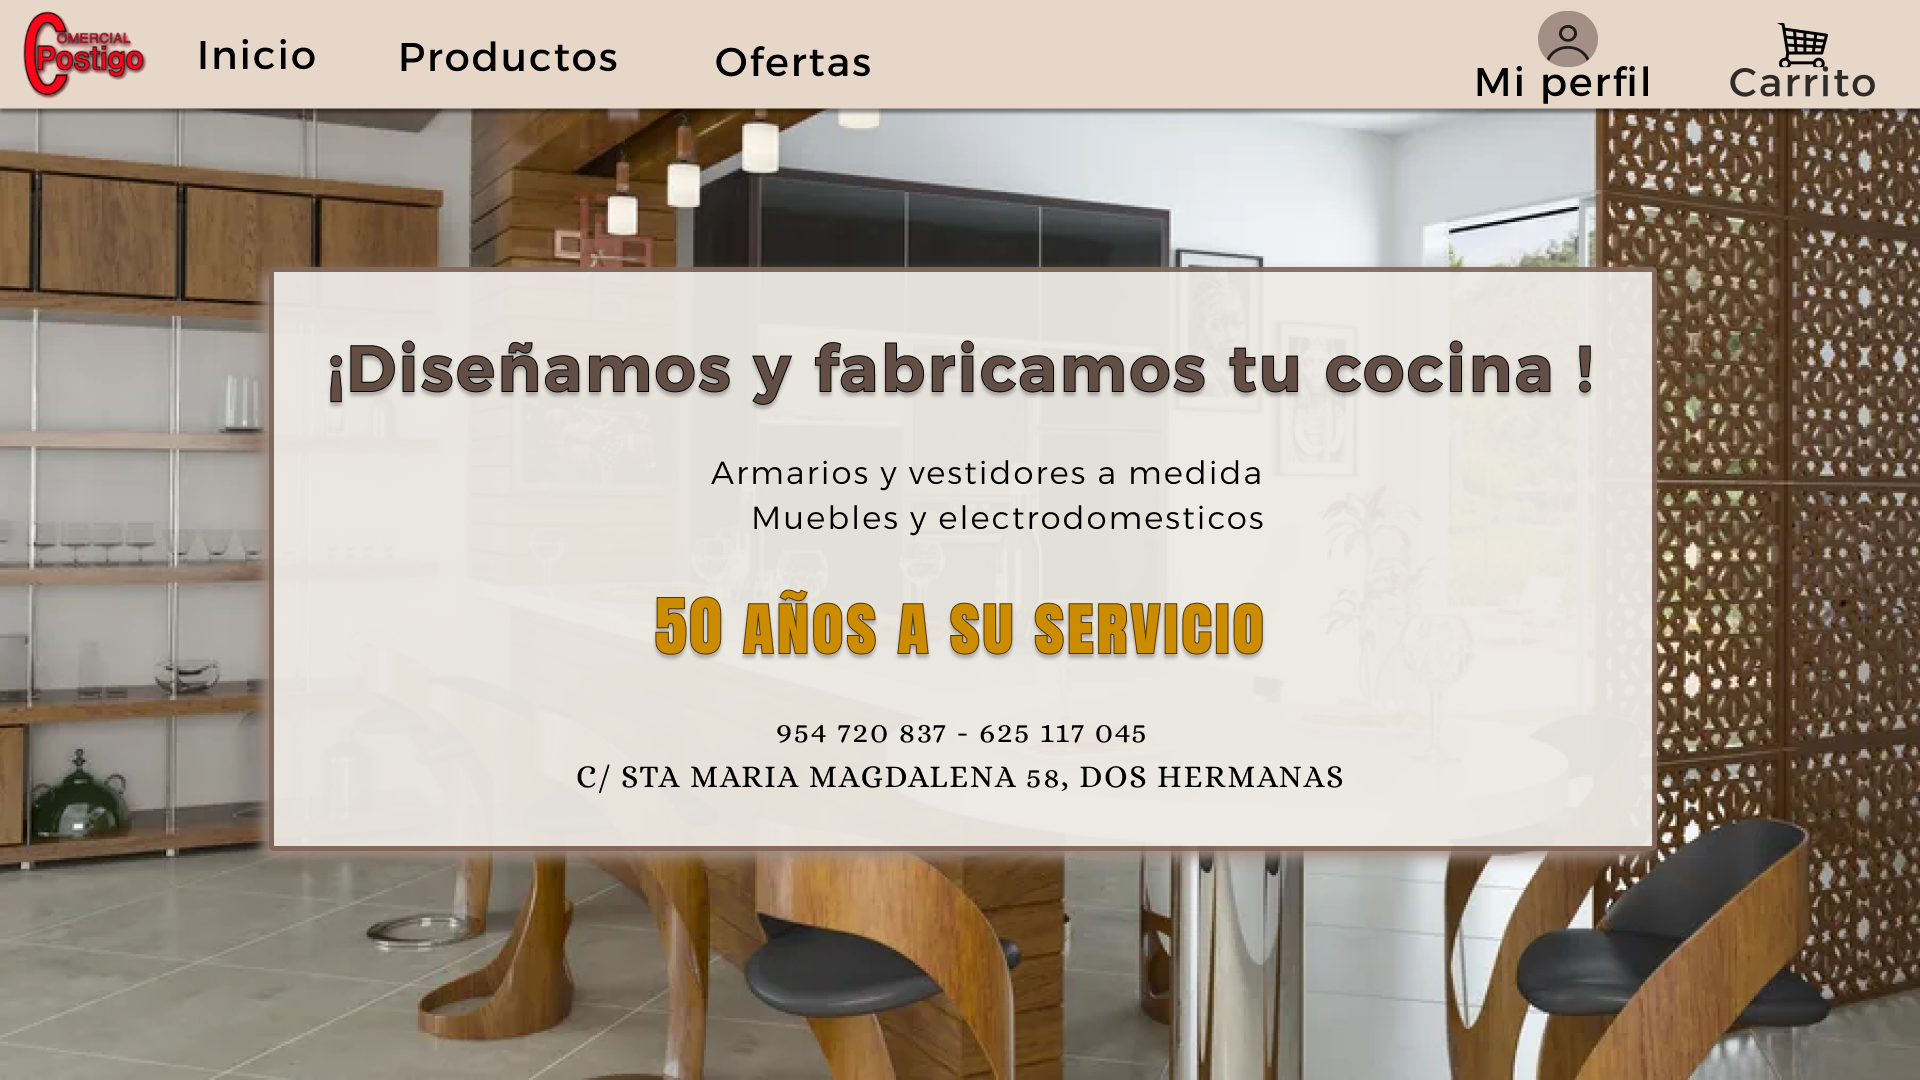 COMERCIAL
Postigo
Inicio
Productos
Ofertas
Mi perfil
Carrito
¡Diseñamos y fabricamos tu cocina !
Armarios y vestidores a medida
Muebles y electrodomesticos
50 AÑOS A SU SERVICIO
954 720 837 - 625 117 045
C/ STA MARIA MAGDALENA 58, DOS HERMANAS